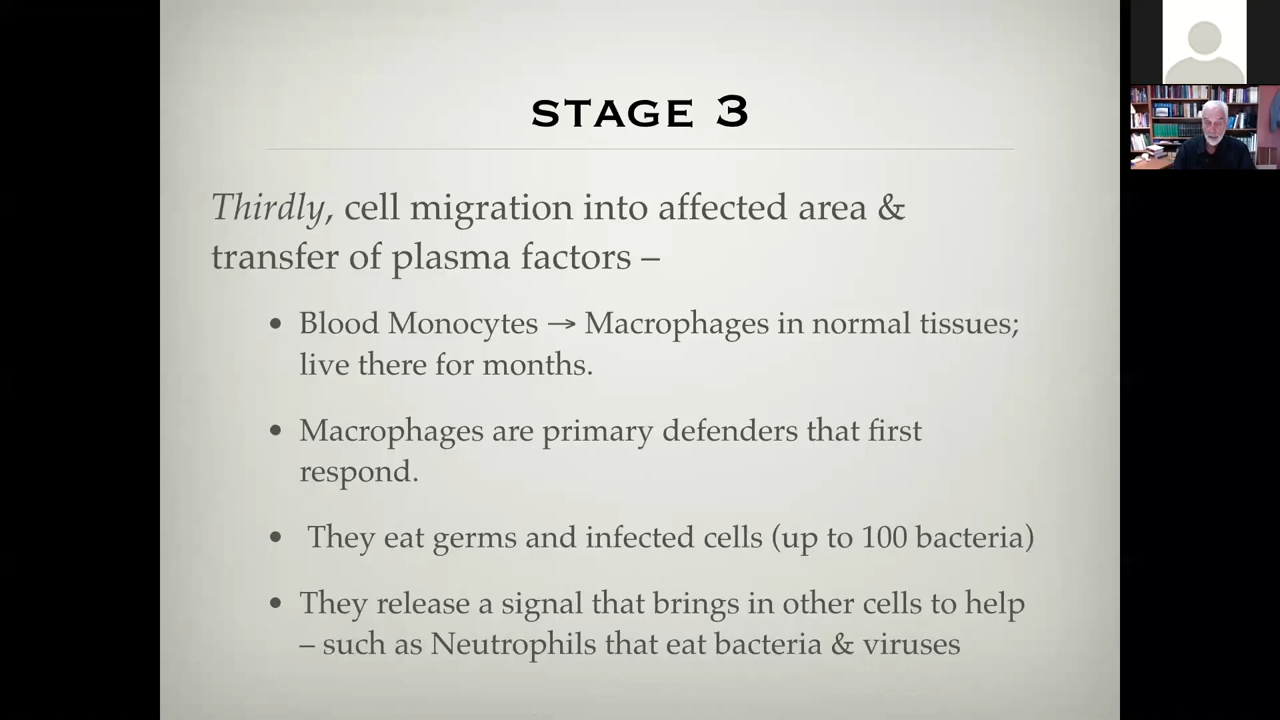 STAGE 3
Thirdly, cell migration into affected area &
transfer of plasma factors –
• Blood Monocytes → Macrophages in normal tissues;
live there for months.
• Macrophages are primary defenders that first
respond.
• They eat germs and infected cells (up to 100 bacteria)
• They release a signal that brings in other cells to help
– such as Neutrophils that eat bacteria & viruses